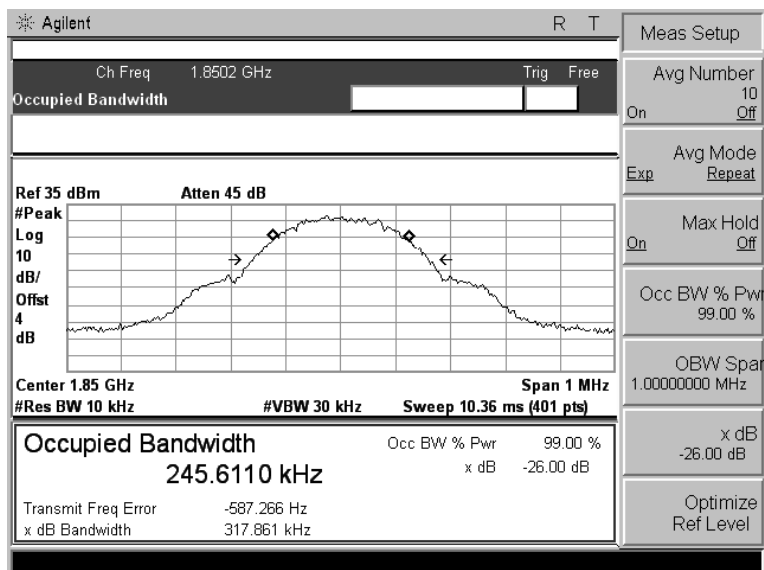 Agilent
R T
Ch Freq 1.8502 GHz Trig Free
Occupied Bandwidth
Ref 35 dBm Atten 45 dB
#Peak
Log
10
dB/
Offst
4
dB
Center 1.85 GHz Span 1 MHz
#Res BW 10 kHz #VBW 30 kHz Sweep 10.36 ms (401 pts)
Occupied Bandwidth
245.6110 kHz
Occ BW % Pwr 99.00 %
x dB -26.00 dB
Transmit Freq Error -587.266 Hz
x dB Bandwidth 317.861 kHz
Meas Setup
Avg Number
10
On Off
Avg Mode
Exp Repeat
Max Hold
On Off
Occ BW % Pwr
99.00 %
OBW Spar
1.00000000 MHz
x dB
-26.00 dB
Optimize
Ref Level